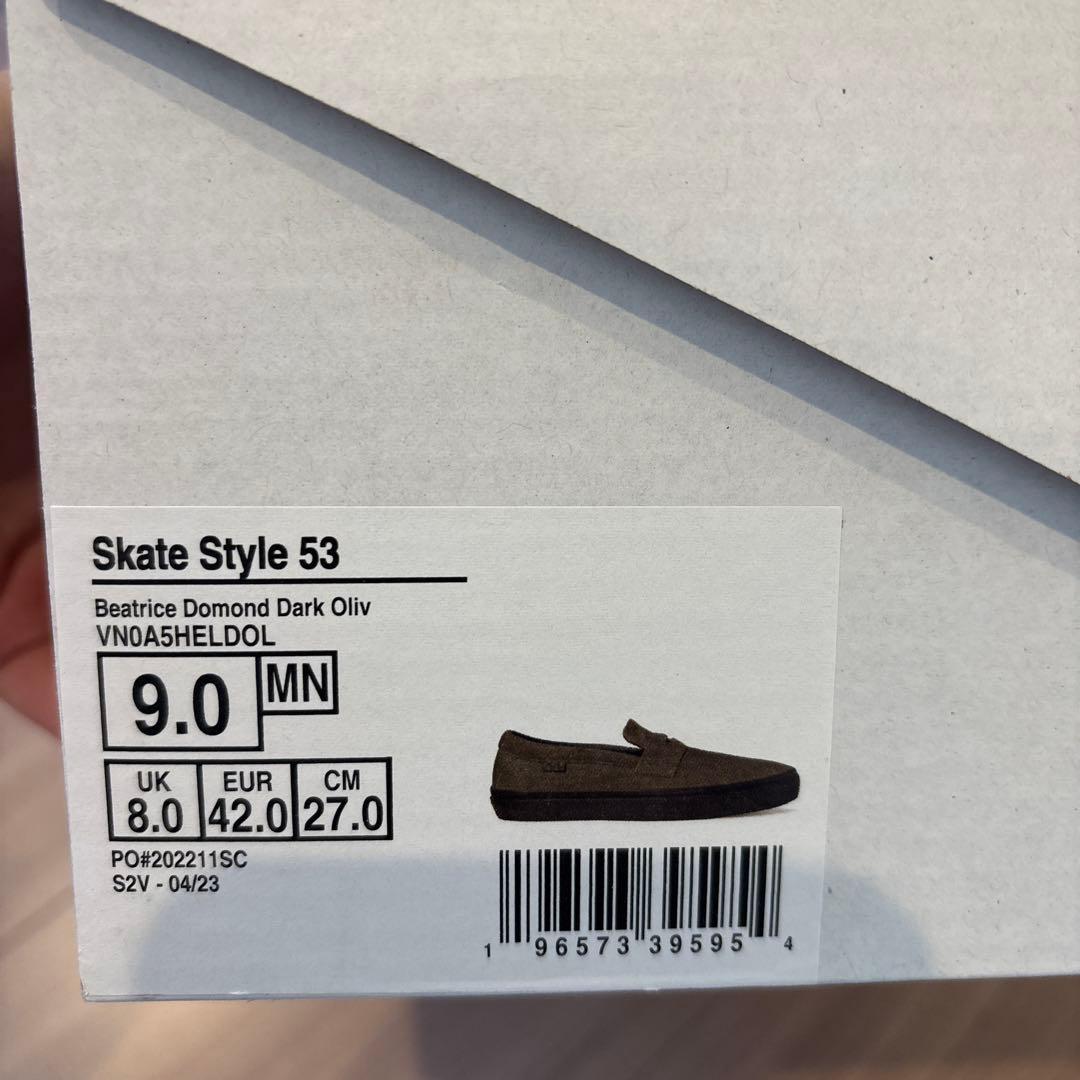 Skate Style 53
Beatrice Domond Dark Oliv
VN0A5HELDOL
9.0 MN
UK EUR CM
8.0 42.0 27.0
PO#202211SC
S2V - 04/23
1 96573 39595 4